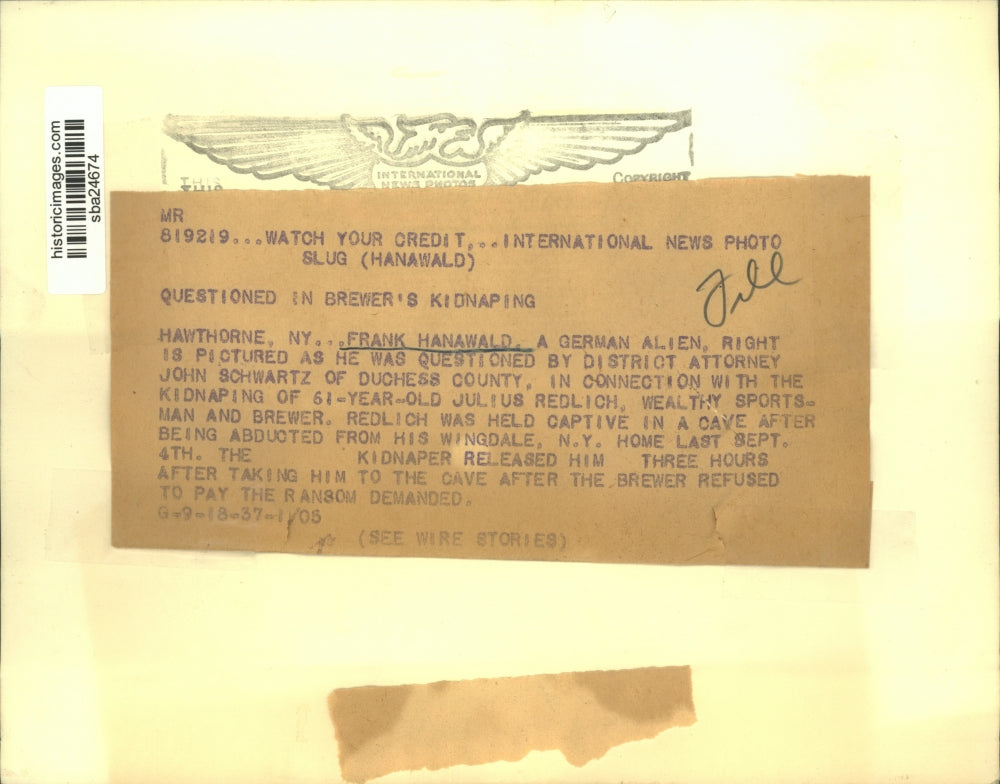 historicimages.com
sba24674
INTERNATIONAL
NEWS PHOTOS
THIS
COPYRIGHT
MR
819219...WATCH YOUR CREDIT...INTERNATIONAL NEWS PHOTO
SLUG (HANAWALD)
Fill
QUESTIONED IN BREWER'S KIDNAPING
HAWTHORNE, NY...FRANK HANAWALD, A GERMAN ALIEN, RIGHT
IS PICTURED AS HE WAS QUESTIONED BY DISTRICT ATTORNEY
JOHN SCHWARTZ OF DUCHESS COUNTY, IN CONNECTION WITH THE
KIDNAPING OF 61-YEAR-OLD JULIUS REDLICH, WEALTHY SPORTS-
MAN AND BREWER. REDLICH WAS HELD CAPTIVE IN A CAVE AFTER
BEING ABDUCTED FROM HIS WINGDALE, N.Y. HOME LAST SEPT.
4TH. THE KIDNAPER RELEASED HIM THREE HOURS
AFTER TAKING HIM TO THE CAVE AFTER THE BREWER REFUSED
TO PAY THE RANSOM DEMANDED.
G-9-18-37-1/05
(SEE WIRE STORIES)